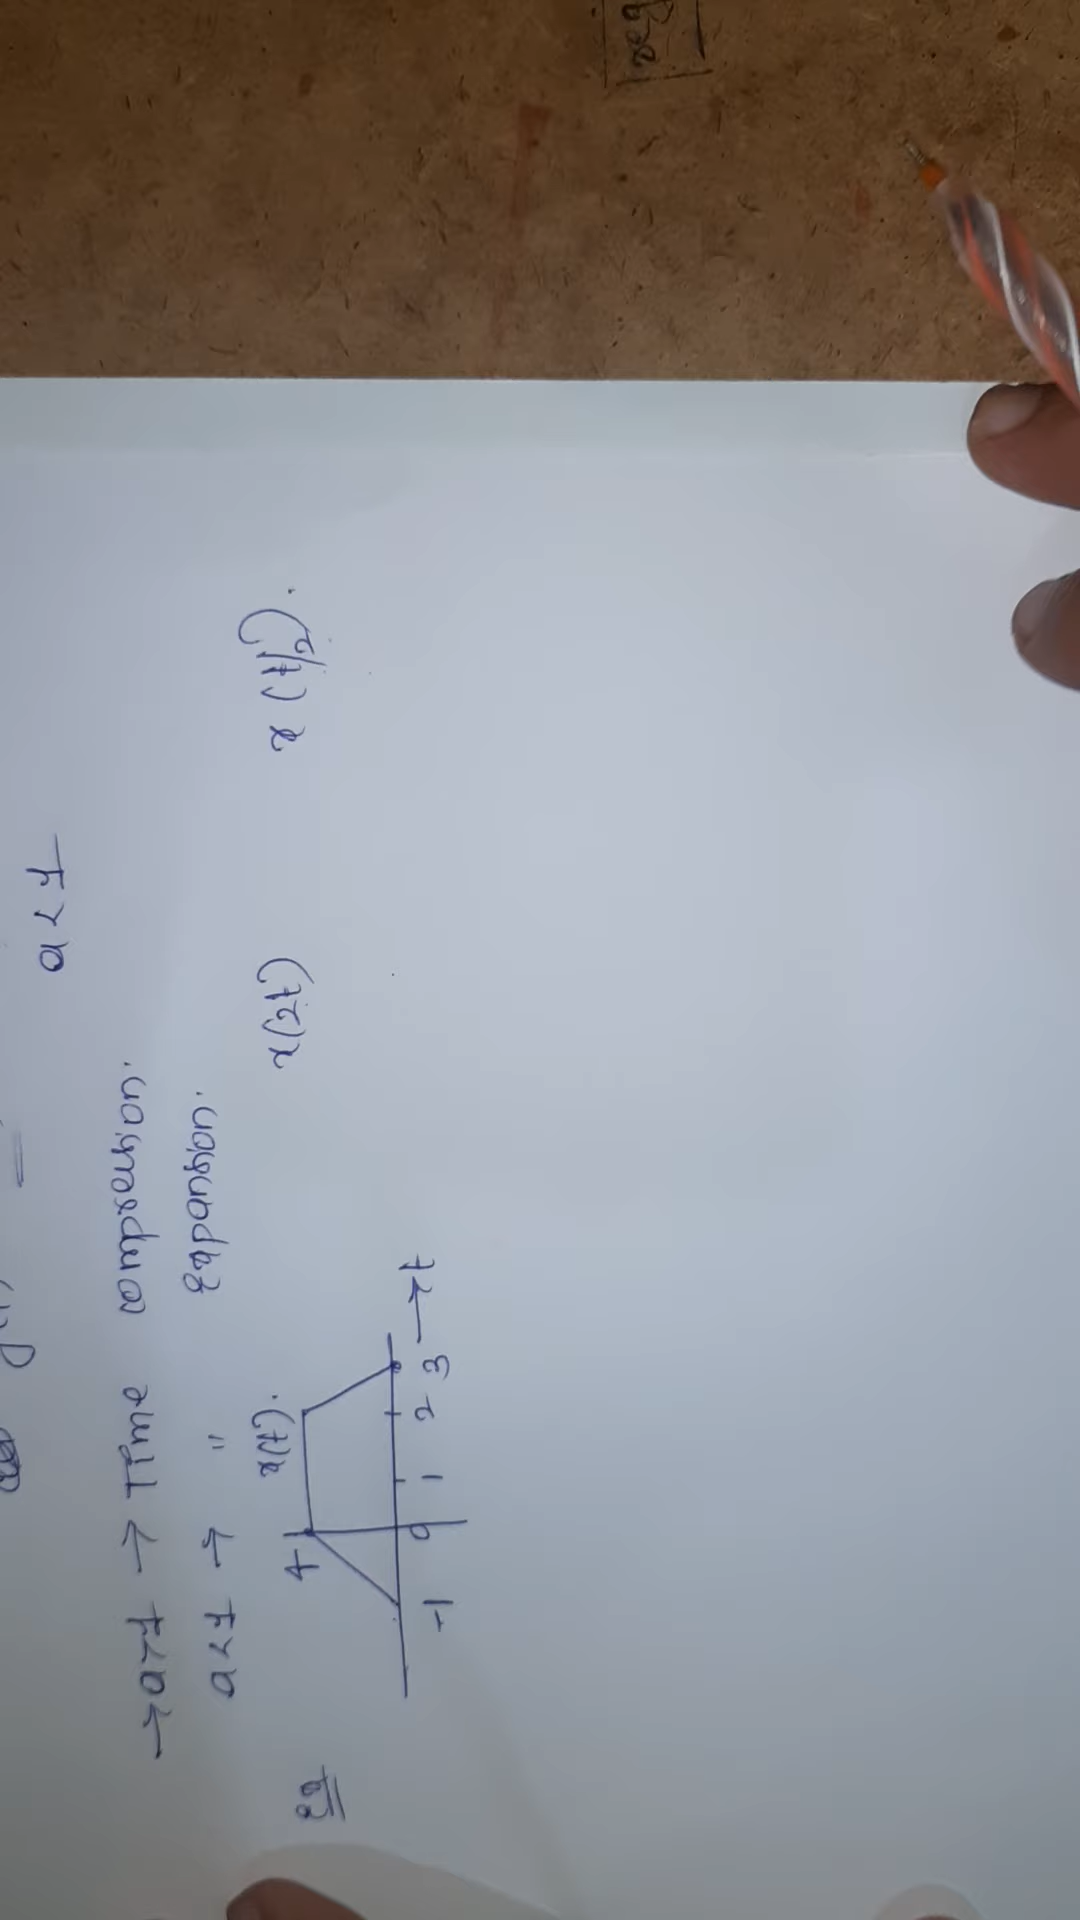 a<1
→a>1 → Time compression.
a<1 → " Expansion.
Eg x(t). x(2t) x(t/2).
1
-1 0 1 2 3 → t